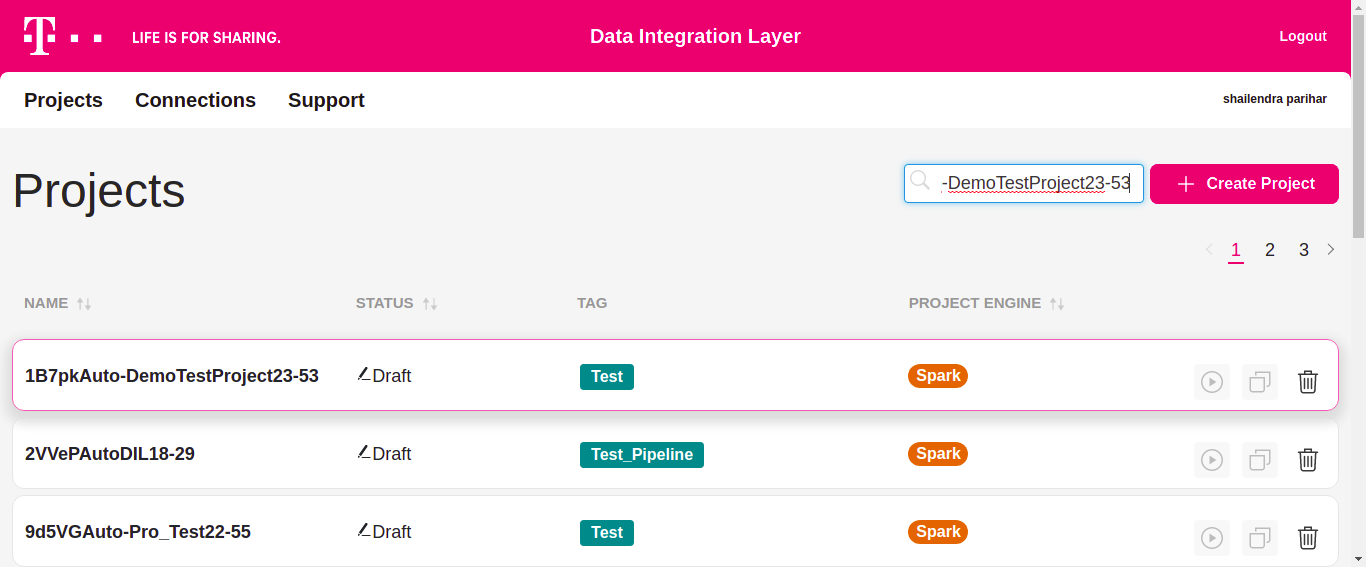 T
LIFE IS FOR SHARING.
Data Integration Layer
Logout
Projects
Connections
Support
shailendra parihar
Projects
-DemoTestProject23-53
Create Project
1 2 3
NAME STATUS TAG PROJECT ENGINE
1B7pkAuto-DemoTestProject23-53 Draft Test Spark
2VVePAutoDIL18-29 Draft Test_Pipeline Spark
9d5VGAuto-Pro_Test22-55 Draft Test Spark